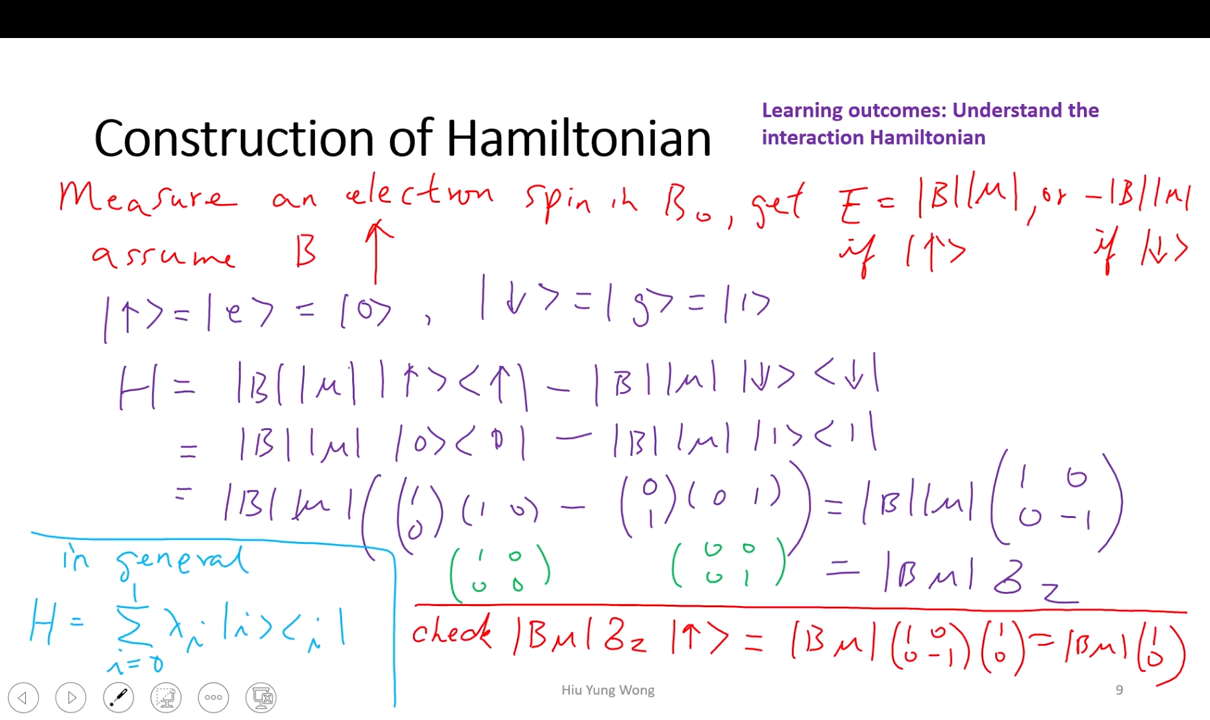 Construction of Hamiltonian
Learning outcomes: Understand the
interaction Hamiltonian
Measure an electron spin in B₀, get E = |B||μ|, or -|B||μ|
assume B ↑ if |↑> if |↓>
|↑> = |e> = |0>, |↓> = |g> = |1>
H = |B||μ| |↑><↑| - |B||μ| |↓><↓|
= |B||μ| |0><0| - |B||μ| |1><1|
= |B||μ| ( (1 0) (1 0) - (0 1) (0 1) ) = |B||μ| (1 0 0 -1)
(1 0 0 0) (0 0 0 1) = |Bμ| σz
in general
H = Σ i=0 1 λi |i><i|
check |Bμ| σz |↑> = |Bμ| (1 0 0 -1) (1 0) = |Bμ| (1 0)
Hiu Yung Wong
9